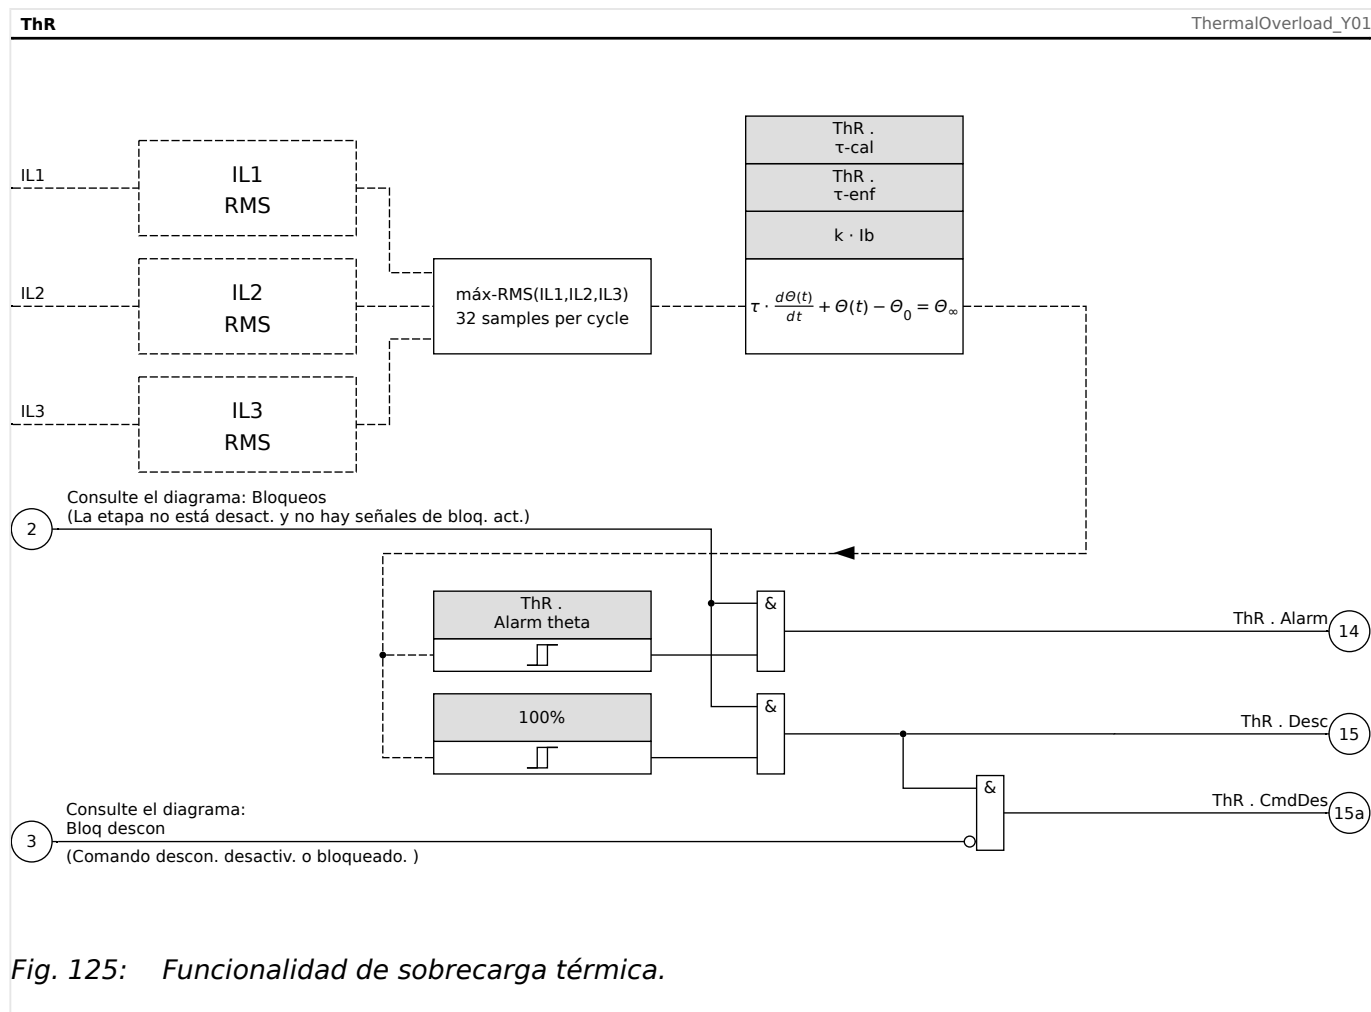 ThR
ThermalOverload_Y01
ThR .
τ-cal
ThR .
τ-enf
k · Ib
τ · dΘ(t)/dt + Θ(t) − Θ₀ = Θ∞
IL1
IL1
RMS
IL2
IL2
RMS
IL3
IL3
RMS
máx-RMS(IL1,IL2,IL3)
32 samples per cycle
2
Consulte el diagrama: Bloqueos
(La etapa no está desact. y no hay señales de bloq. act.)
ThR .
Alarm theta
&
ThR . Alarm
14
100%
&
ThR . Desc
15
&
ThR . CmdDes
15a
3
Consulte el diagrama:
Bloq descon
(Comando descon. desactiv. o bloqueado. )
Fig. 125: Funcionalidad de sobrecarga térmica.